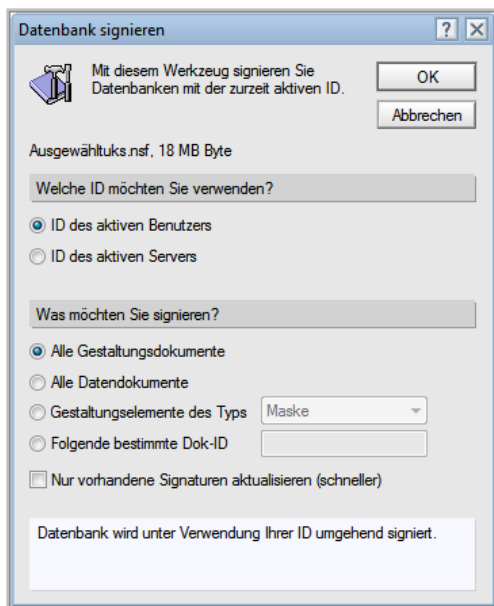 Datenbank signieren
Mit diesem Werkzeug signieren Sie
Datenbanken mit der zurzeit aktiven ID.
OK
Abbrechen
Ausgewähltuks.nsf, 18 MB Byte
Welche ID möchten Sie verwenden?
ID des aktiven Benutzers
ID des aktiven Servers
Was möchten Sie signieren?
Alle Gestaltungsdokumente
Alle Datendokumente
Gestaltungselemente des Typs Maske
Folgende bestimmte Dok-ID
Nur vorhandene Signaturen aktualisieren (schneller)
Datenbank wird unter Verwendung Ihrer ID umgehend signiert.